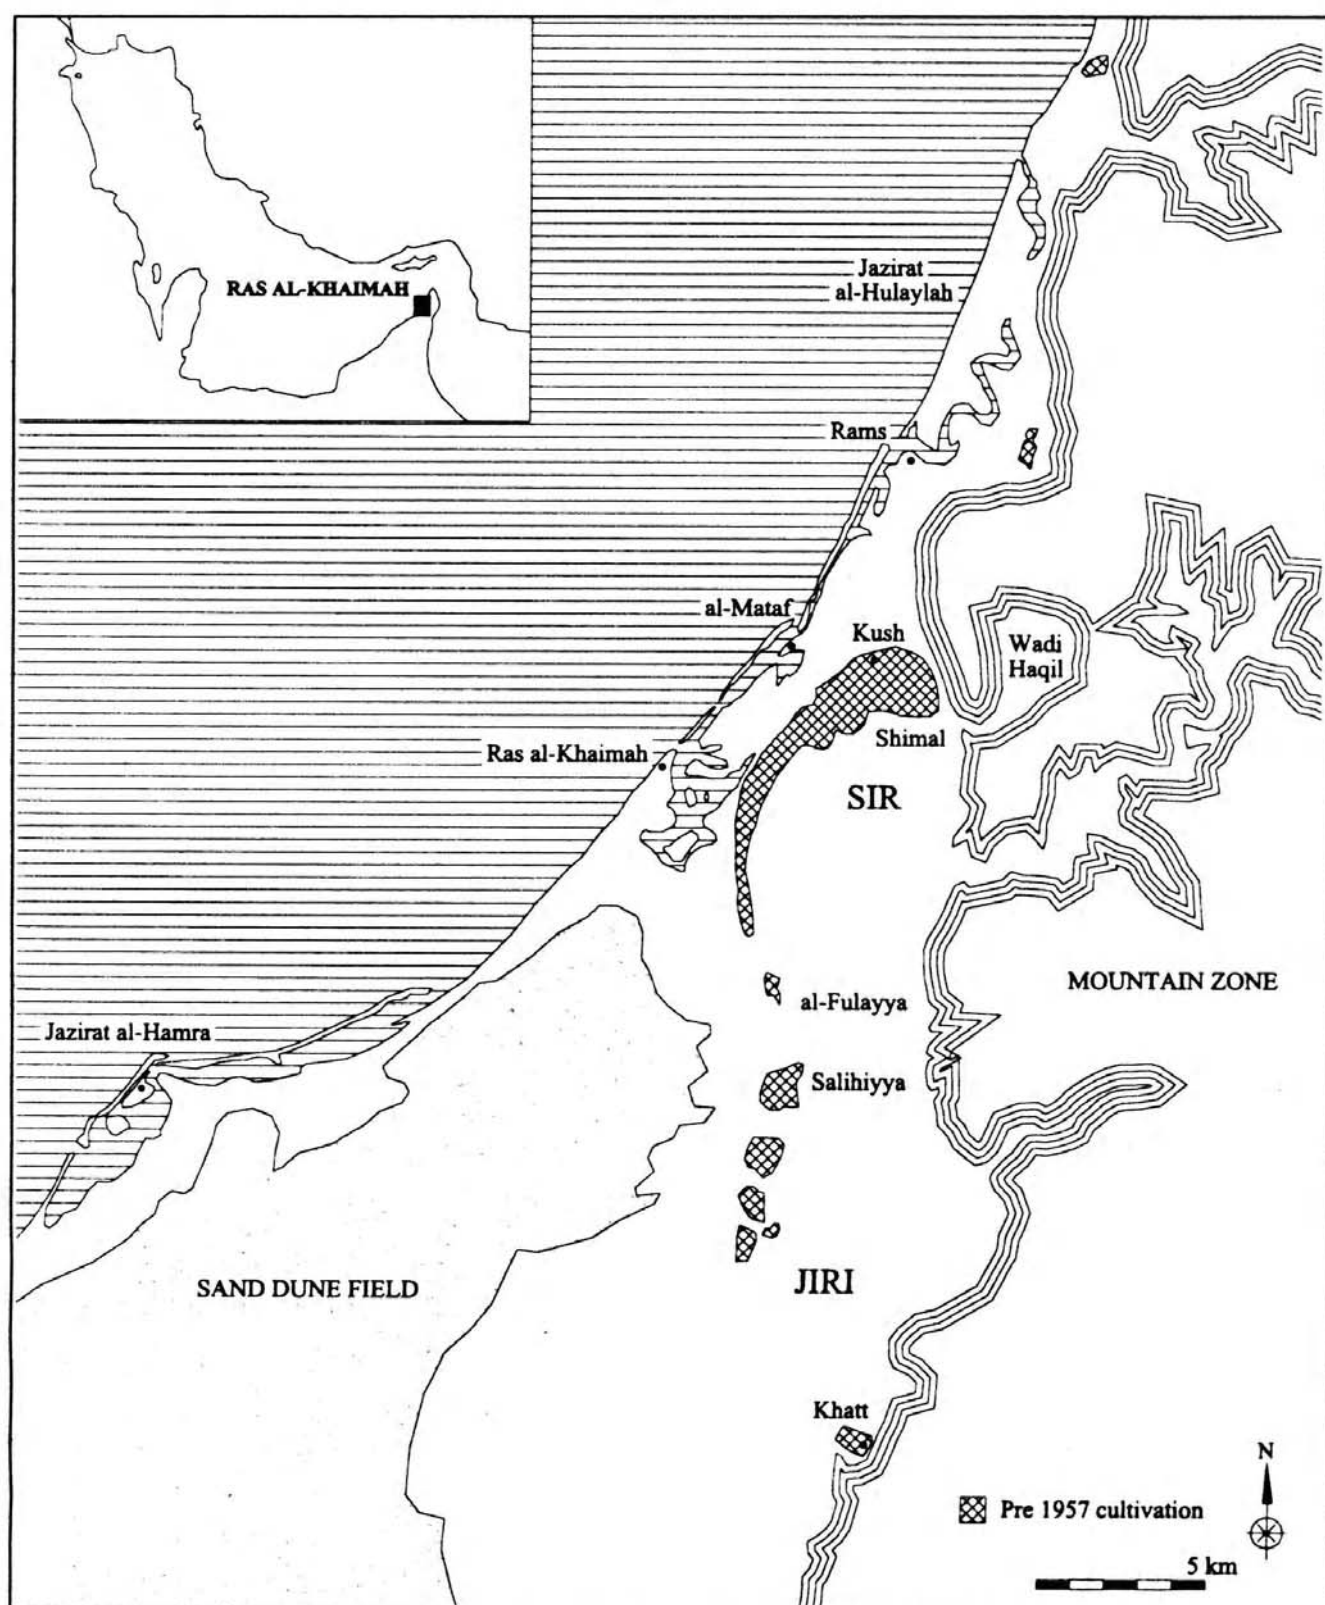 RAS AL-KHAIMAH
Jazirat
al-Hulaylah
Rams
al-Mataf
Kush
Wadi
Haqil
Shimal
Ras al-Khaimah
SIR
MOUNTAIN ZONE
al-Fulayya
Jazirat al-Hamra
Salihiyya
SAND DUNE FIELD
JIRI
Khatt
N
Pre 1957 cultivation
5 km